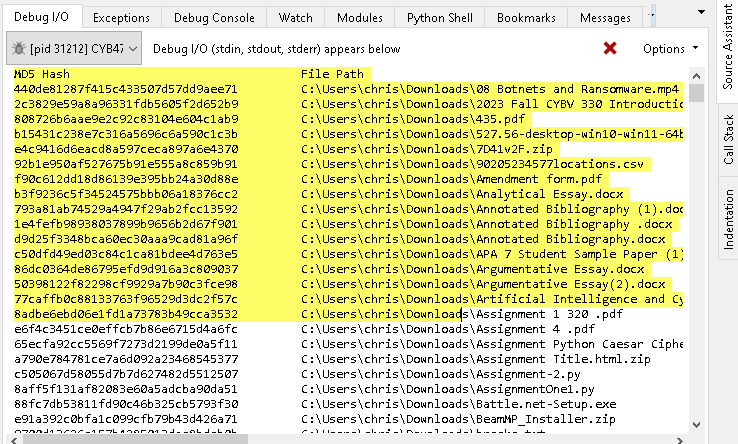 Debug I/O Exceptions Debug Console Watch Modules Python Shell Bookmarks Messages
[pid 31212] CYB47 Debug I/O (stdin, stdout, stderr) appears below Options
MD5 Hash File Path
440de81287f415c433507d57dd9aee71 C:\Users\chris\Downloads\08 Botnets and Ransomware.mp4
2c3829e59a8a96331fdb5605f2d652b9 C:\Users\chris\Downloads\2023 Fall CYBV 330 Introductic
808726b6aae9e2c92c83104e604c1ab9 C:\Users\chris\Downloads\435.pdf
b15431c238e7c316a5696c6a590c1c3b C:\Users\chris\Downloads\527.56-desktop-win10-win11-64b
e4c9416d6eacd8a597ceca897a6e4370 C:\Users\chris\Downloads\7D41v2F.zip
92b1e950af527675b91e555a8c859b91 C:\Users\chris\Downloads\90205234577locations.csv
f90c612dd18d86139e395bb24a30d88e C:\Users\chris\Downloads\Amendment form.pdf
b3f9236c5f34524575bbb06a18376cc2 C:\Users\chris\Downloads\Analytical Essay.docx
793a81ab74529a4947f29ab2fcc13592 C:\Users\chris\Downloads\Annotated Bibliography (1).doc
1e4fefb98938037899b9656b2d67f901 C:\Users\chris\Downloads\Annotated Bibliography .docx
d9d25f3348bca60ec30aaa9cad81a96f C:\Users\chris\Downloads\Annotated Bibliography.docx
c50dfd49ed03c84c1ca81bdee4d763e5 C:\Users\chris\Downloads\APA 7 Student Sample Paper (1)
86dc0364de86795efd9d916a3c809037 C:\Users\chris\Downloads\Argumentative Essay.docx
50398122f82298cf9929a7b90c3fce98 C:\Users\chris\Downloads\Argumentative Essay(2).docx
77caffb0c88133763f96529d3dc2f57c C:\Users\chris\Downloads\Artificial Intelligence and Cy
8adbe6ebd06e1fd1a73783b49cca3532 C:\Users\chris\Downloads\Assignment 1 320 .pdf
e6f4c3451ce0effcb7b86e6715d4a6fc C:\Users\chris\Downloads\Assignment 4 .pdf
65ecfa92cc5569f7273d2199de0a5f11 C:\Users\chris\Downloads\Assignment Python Caesar Ciphe
a790e784781ce7a6d092a23468545377 C:\Users\chris\Downloads\Assignment Title.html.zip
c505067d58055d7b7d627482d5512507 C:\Users\chris\Downloads\Assignment-2.py
8aff5f131af82083e60a5adcba90da51 C:\Users\chris\Downloads\AssignmentOne1.py
88fc7db53811fd90c46b325cb5793f30 C:\Users\chris\Downloads\Battle.net-Setup.exe
e91a392c0bfa1c099cfb79b43d426a71 C:\Users\chris\Downloads\BeamMP_Installer.zip
Source Assistant
Call Stack
Indentation